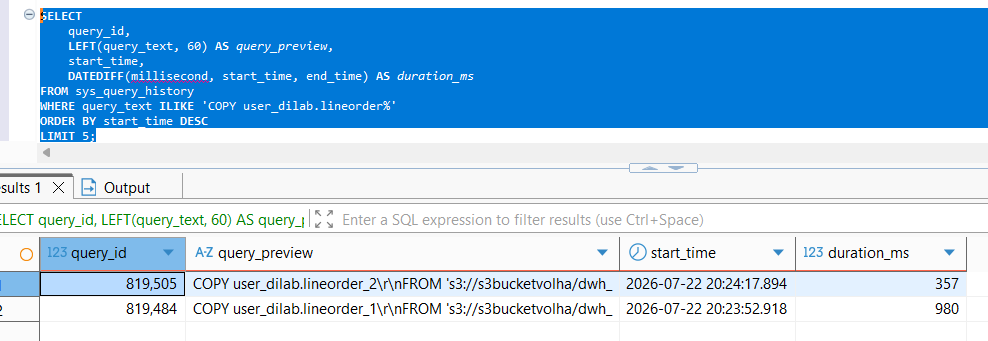 SELECT
query_id,
LEFT(query_text, 60) AS query_preview,
start_time,
DATEDIFF(millisecond, start_time, end_time) AS duration_ms
FROM sys_query_history
WHERE query_text ILIKE 'COPY user_dilab.lineorder%'
ORDER BY start_time DESC
LIMIT 5;
esults 1 Output
ELECT query_id, LEFT(query_text, 60) AS query_p Enter a SQL expression to filter results (use Ctrl+Space)
123 query_id A-Z query_preview start_time 123 duration_ms
1 819,505 COPY user_dilab.lineorder_2\r\nFROM 's3://s3bucketvolha/dwh_ 2026-07-22 20:24:17.894 357
2 819,484 COPY user_dilab.lineorder_1\r\nFROM 's3://s3bucketvolha/dwh_ 2026-07-22 20:23:52.918 980